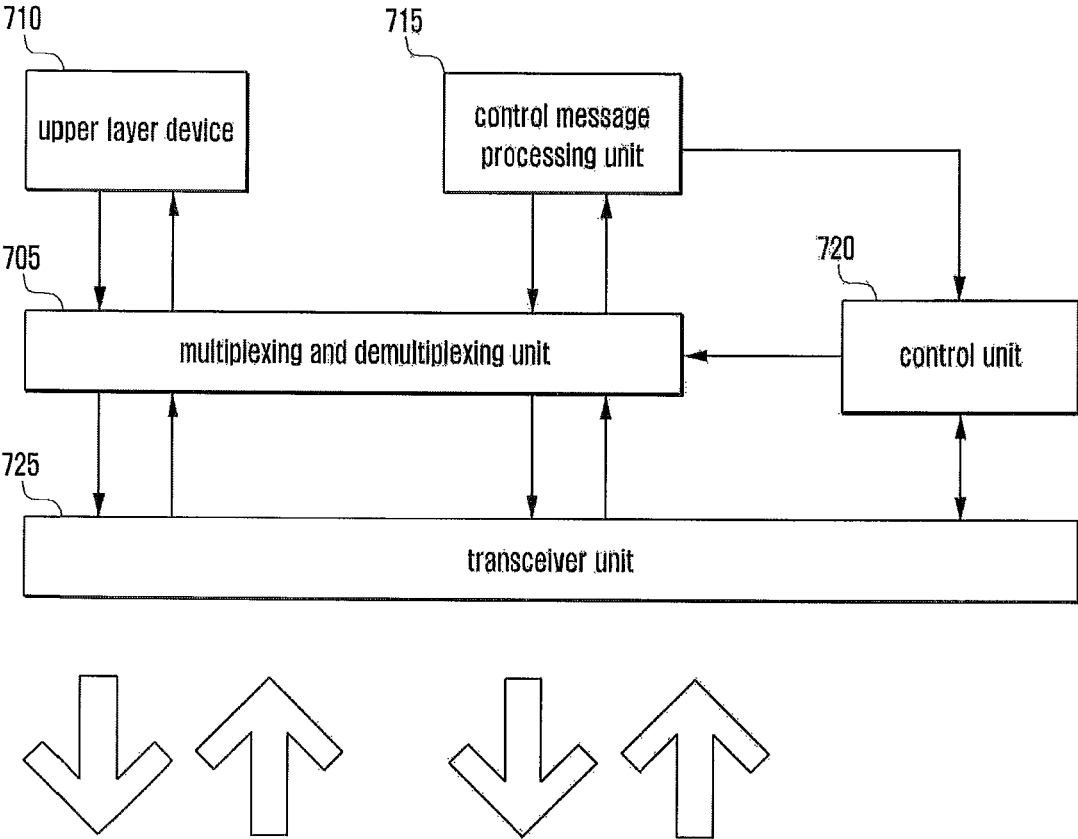 710
715
upper layer device
control message
processing unit
705
720
multiplexing and demultiplexing unit
control unit
725
transceiver unit